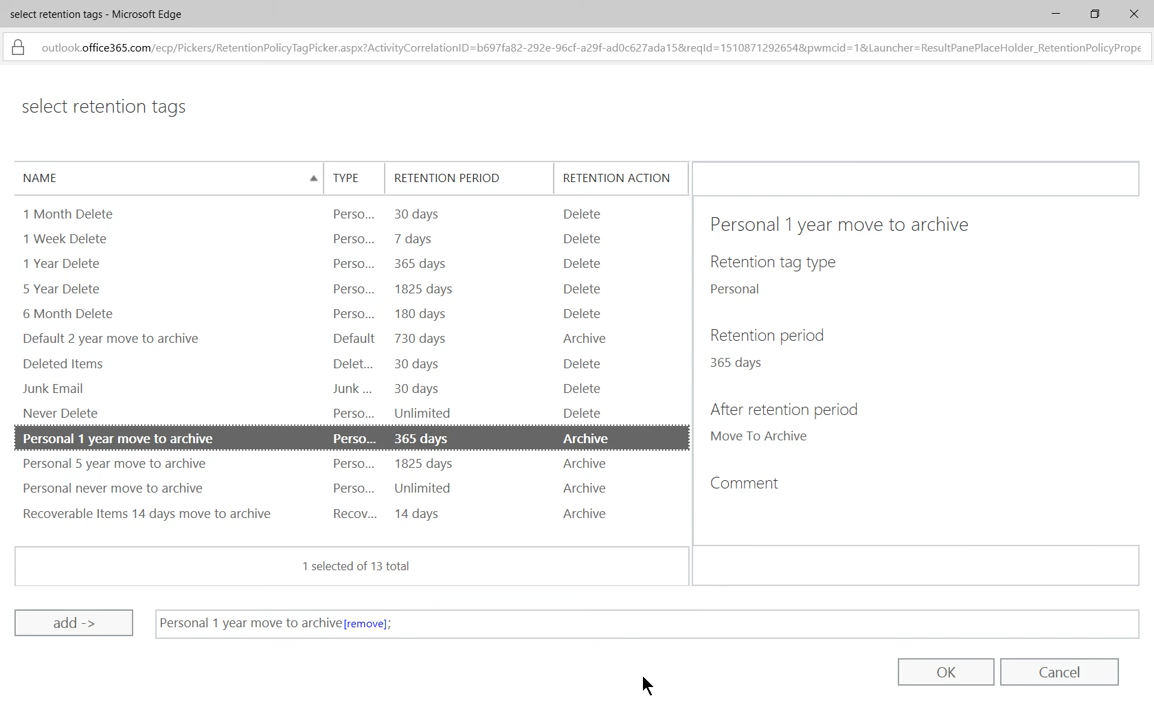 select retention tags - Microsoft Edge
outlook.office365.com/ecp/Pickers/RetentionPolicyTagPicker.aspx?ActivityCorrelationID=b697fa82-292e-96cf-a29f-ad0c627ada15&reqId=1510871292654&pwmcid=1&Launcher=ResultPanePlaceHolder_RetentionPolicyPrope
select retention tags
NAME TYPE RETENTION PERIOD RETENTION ACTION
1 Month Delete Perso... 30 days Delete
1 Week Delete Perso... 7 days Delete
1 Year Delete Perso... 365 days Delete
5 Year Delete Perso... 1825 days Delete
6 Month Delete Perso... 180 days Delete
Default 2 year move to archive Default 730 days Archive
Deleted Items Delet... 30 days Delete
Junk Email Junk ... 30 days Delete
Never Delete Perso... Unlimited Delete
Personal 1 year move to archive Perso... 365 days Archive
Personal 5 year move to archive Perso... 1825 days Archive
Personal never move to archive Perso... Unlimited Archive
Recoverable Items 14 days move to archive Recov... 14 days Archive
1 selected of 13 total
Personal 1 year move to archive
Retention tag type
Personal
Retention period
365 days
After retention period
Move To Archive
Comment
add -> Personal 1 year move to archive[remove];
OK Cancel